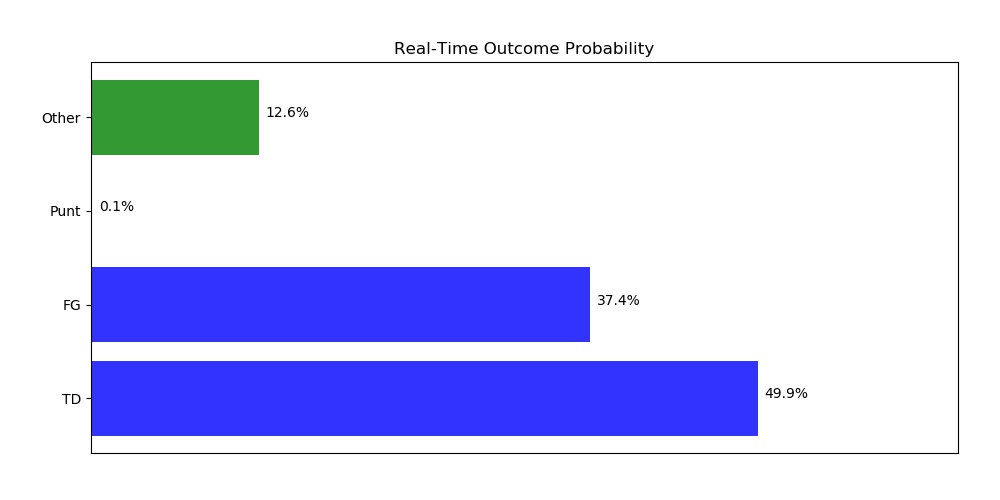 Real-Time Outcome Probability
Other
12.6%
Punt
0.1%
FG
37.4%
TD
49.9%